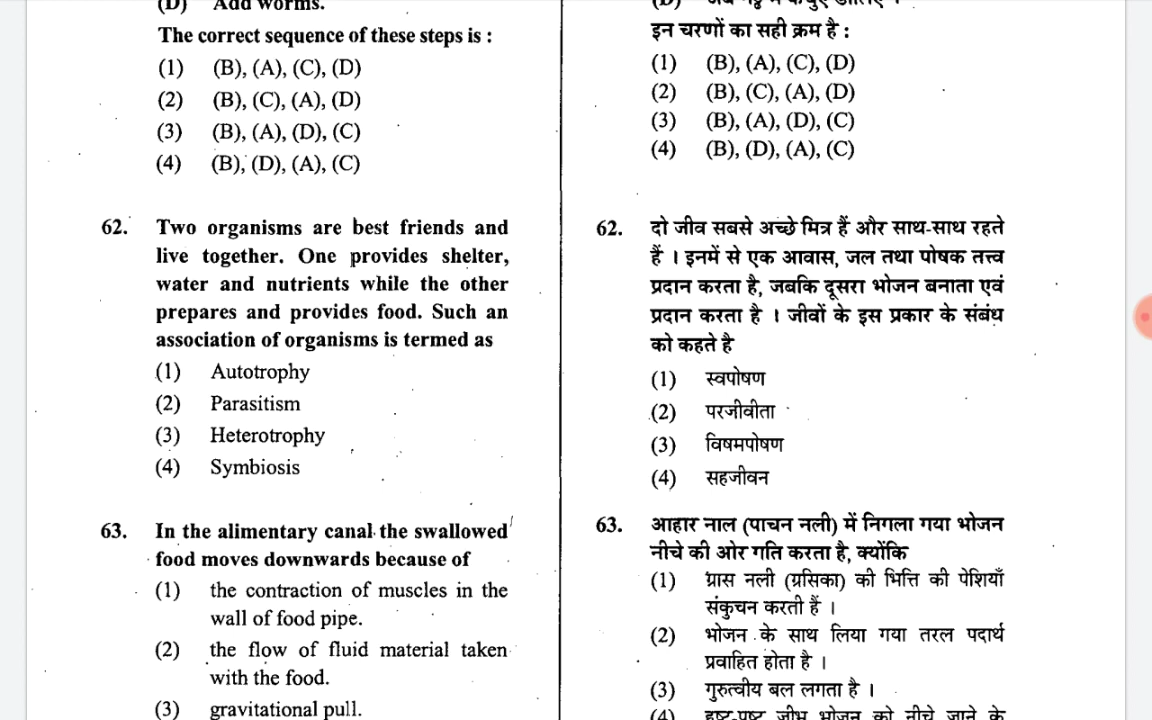 (D) Add worms.
The correct sequence of these steps is :
(1) (B), (A), (C), (D)
(2) (B), (C), (A), (D)
(3) (B), (A), (D), (C)
(4) (B), (D), (A), (C)
62. Two organisms are best friends and
live together. One provides shelter,
water and nutrients while the other
prepares and provides food. Such an
association of organisms is termed as
(1) Autotrophy
(2) Parasitism
(3) Heterotrophy
(4) Symbiosis
63. In the alimentary canal the swallowed
food moves downwards because of
(1) the contraction of muscles in the
wall of food pipe.
(2) the flow of fluid material taken
with the food.
(3) gravitational pull.
(D)
इन चरणों का सही क्रम है :
(1) (B), (A), (C), (D)
(2) (B), (C), (A), (D)
(3) (B), (A), (D), (C)
(4) (B), (D), (A), (C)
62. दो जीव सबसे अच्छे मित्र हैं और साथ-साथ रहते
हैं । इनमें से एक आवास, जल तथा पोषक तत्त्व
प्रदान करता है, जबकि दूसरा भोजन बनाता एवं
प्रदान करता है । जीवों के इस प्रकार के संबंध
को कहते है
(1) स्वपोषण
(2) परजीवीता
(3) विषमपोषण
(4) सहजीवन
63. आहार नाल (पाचन नली) में निगला गया भोजन
नीचे की ओर गति करता है, क्योंकि
(1) ग्रास नली (ग्रसिका) की भित्ति की पेशियाँ
संकुचन करती हैं ।
(2) भोजन के साथ लिया गया तरल पदार्थ
प्रवाहित होता है ।
(3) गुरुत्वीय बल लगता है ।
(4) हृष्ट-पुष्ट जीभ भोजन को नीचे जाने के